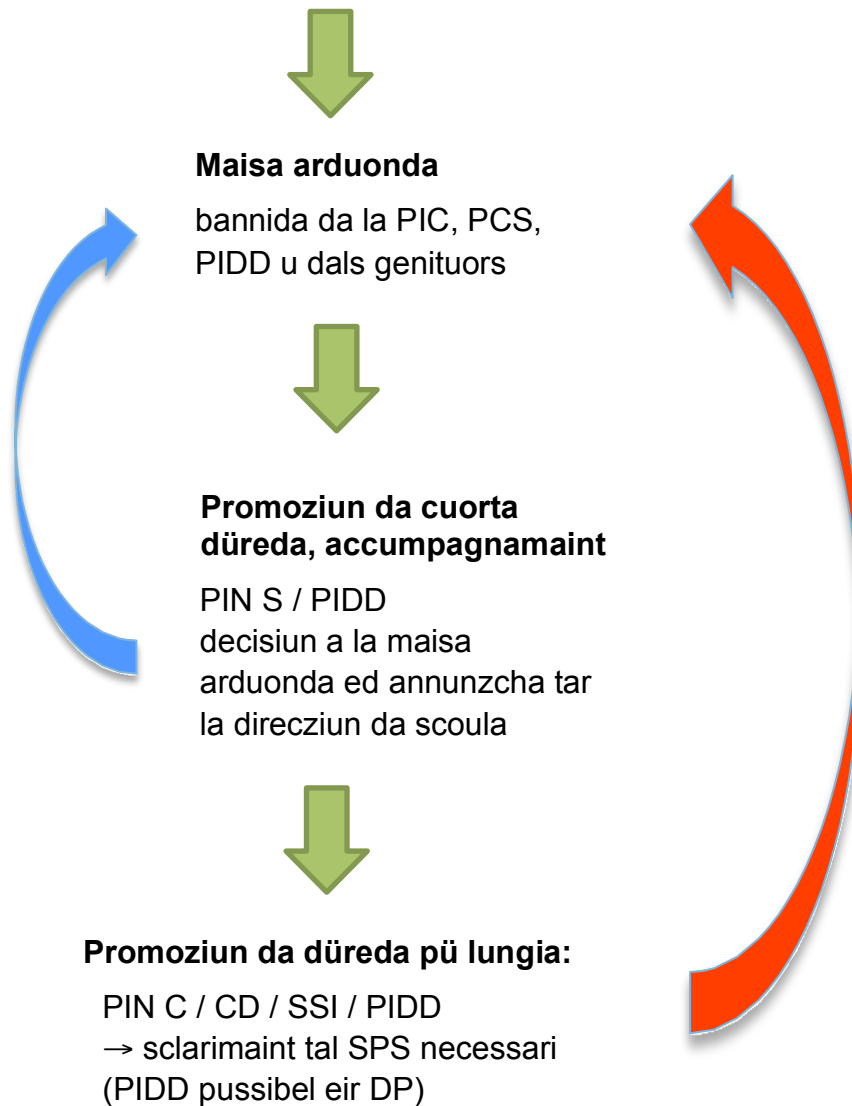 Maisa arduonda
bannida da la PIC, PCS,
PIDD u dals genituors
Promoziun da cuorta
düreda, accumpagnamaint
PIN S / PIDD
decisiun a la maisa
arduonda ed annunzcha tar
la direcziun da scoula
Promoziun da düreda pü lungia:
PIN C / CD / SSI / PIDD
→ sclarimaint tal SPS necessari
(PIDD pussibel eir DP)